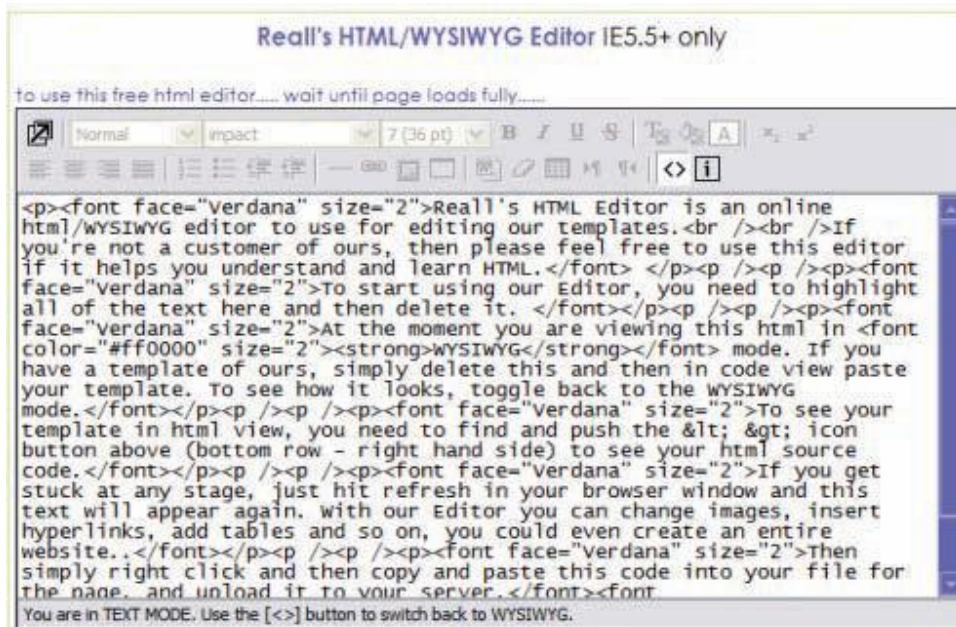 Reall's HTML/WYSIWYG Editor IE5.5+ only
to use this free html editor..... wait until page loads fully......
Normal impact 7 (36 pt) B I U S A
<p><font face="Verdana" size="2">Reall's HTML Editor is an online
html/WYSIWYG editor to use for editing our templates.<br /><br />If
you're not a customer of ours, then please feel free to use this editor
if it helps you understand and learn HTML.</font> </p><p /><p /><p><font
face="Verdana" size="2">To start using our Editor, you need to highlight
all of the text here and then delete it. </font></p><p /><p /><p><font
face="Verdana" size="2">At the moment you are viewing this html in <font
color="#ff0000" size="2"><strong>WYSIWYG</strong></font> mode. If you
have a template of ours, simply delete this and then in code view paste
your template. To see how it looks, toggle back to the WYSIWYG
mode.</font></p><p /><p /><p><font face="Verdana" size="2">To see your
template in html view, you need to find and push the &lt; &gt; icon
button above (bottom row - right hand side) to see your html source
code.</font></p><p /><p /><p><font face="Verdana" size="2">If you get
stuck at any stage, just hit refresh in your browser window and this
text will appear again. With our Editor you can change images, insert
hyperlinks, add tables and so on, you could even create an entire
website..</font></p><p /><p /><p><font face="Verdana" size="2">Then
simply right click and then copy and paste this code into your file for
the page, and upload it to your server.</font><font
You are in TEXT MODE. Use the [<>] button to switch back to WYSIWYG.